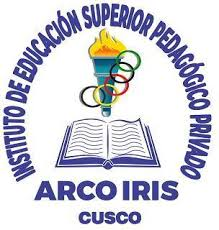 INSTITUTO DE EDUCACIÓN SUPERIOR PEDAGÓGICO PRIVADO
ARCO IRIS
CUSCO